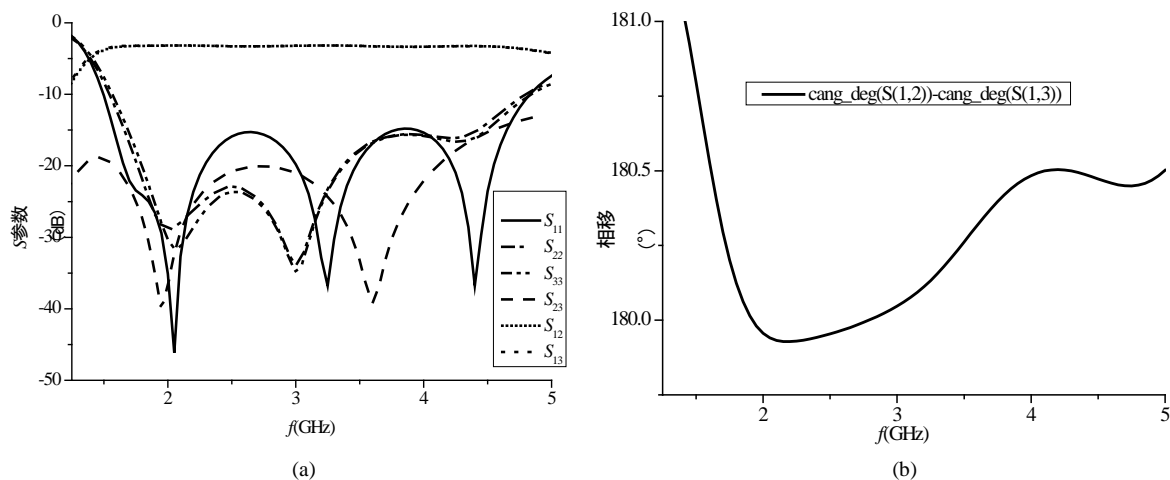 0
-10
-20
-30
-40
-50
2
3
4
5
S参数
(dB)
f(GHz)
S11
S22
S33
S23
S12
S13
(a)
181.0
180.5
180.0
2
3
4
5
相移
(°)
f(GHz)
cang_deg(S(1,2))-cang_deg(S(1,3))
(b)